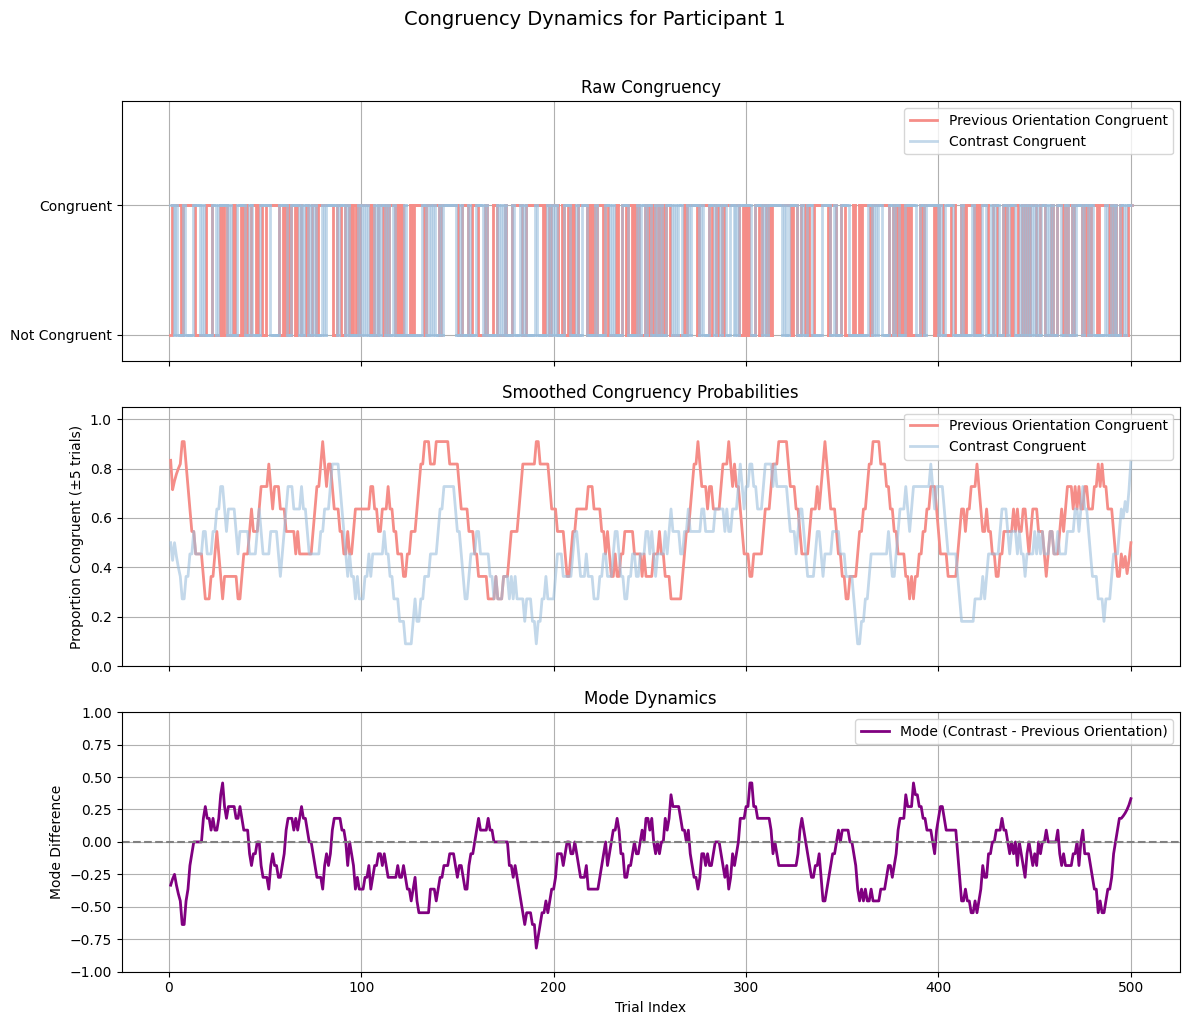 Congruency Dynamics for Participant 1
Raw Congruency
Previous Orientation Congruent
Contrast Congruent
Congruent
Not Congruent
Smoothed Congruency Probabilities
Previous Orientation Congruent
Contrast Congruent
Proportion Congruent (±5 trials)
1.0
0.8
0.6
0.4
0.2
0.0
Mode Dynamics
Mode (Contrast - Previous Orientation)
Mode Difference
1.00
0.75
0.50
0.25
0.00
−0.25
−0.50
−0.75
−1.00
0 100 200 300 400 500
Trial Index